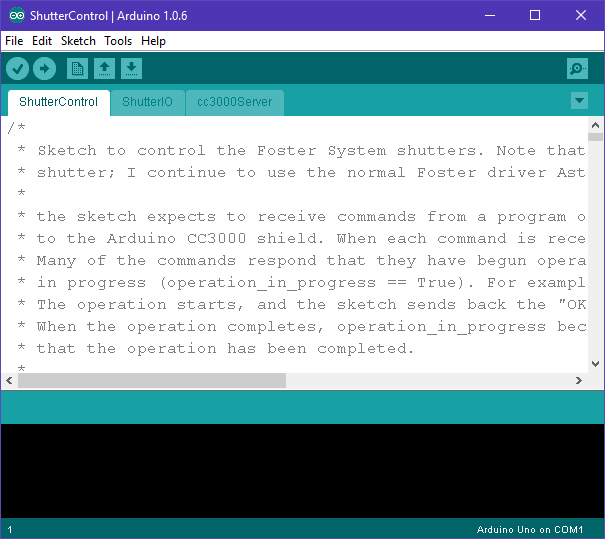 ShutterControl | Arduino 1.0.6
File Edit Sketch Tools Help
ShutterControl ShutterIO cc3000Server
/*
* Sketch to control the Foster System shutters. Note that
* shutter; I continue to use the normal Foster driver Ast
*
* the sketch expects to receive commands from a program o
* to the Arduino CC3000 shield. When each command is rece
* Many of the commands respond that they have begun opera
* in progress (operation_in_progress == True). For exampl
* The operation starts, and the sketch sends back the "OK
* When the operation completes, operation_in_progress bec
* that the operation has been completed.
*
1 Arduino Uno on COM1